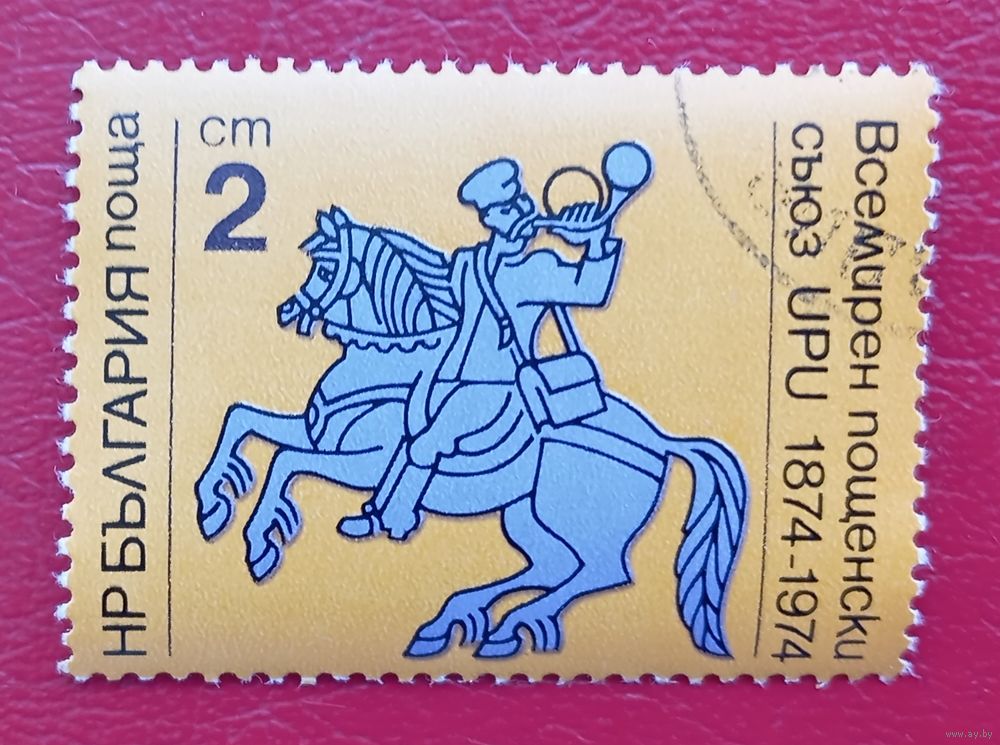 НР БЪЛГАРИЯ поща
ст
2
Всемирен пощенски
съюз UPU 1874-1974
www.ay.by